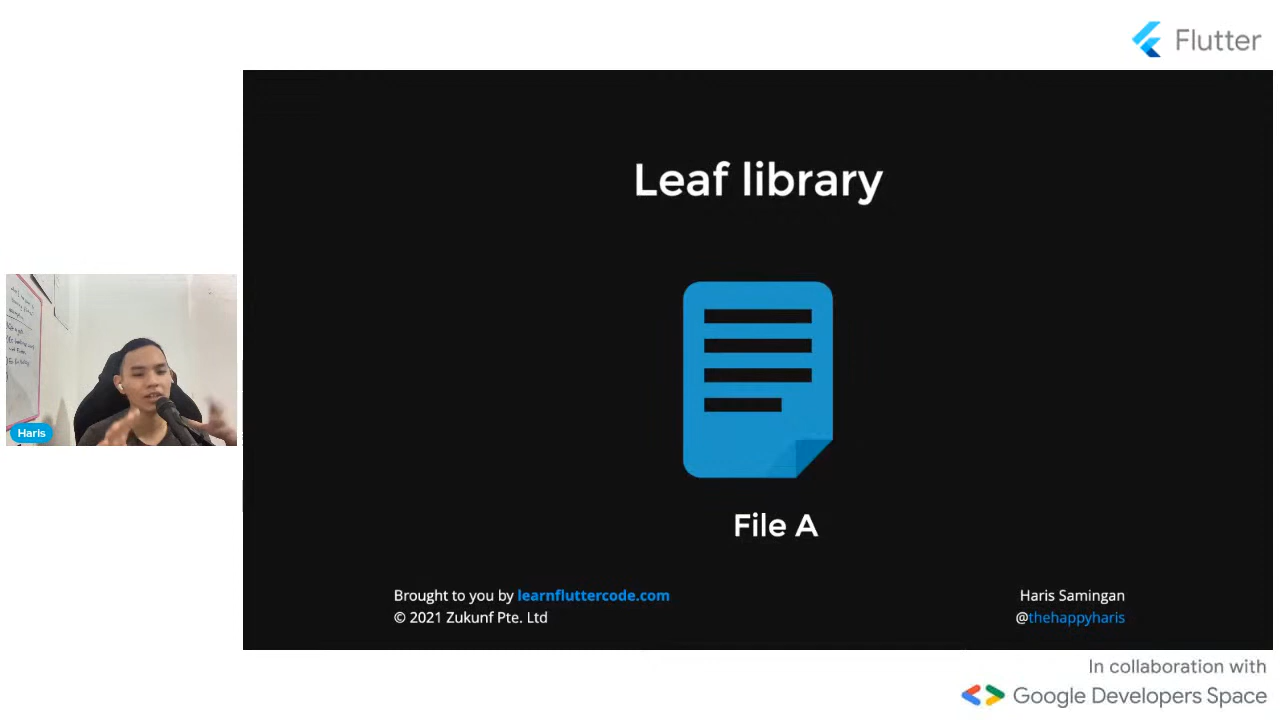 Flutter
Leaf library
File A
Haris
Brought to you by learnfluttercode.com
© 2021 Zukunf Pte. Ltd
Haris Samingan
@thehappyharis
In collaboration with
Google Developers Space